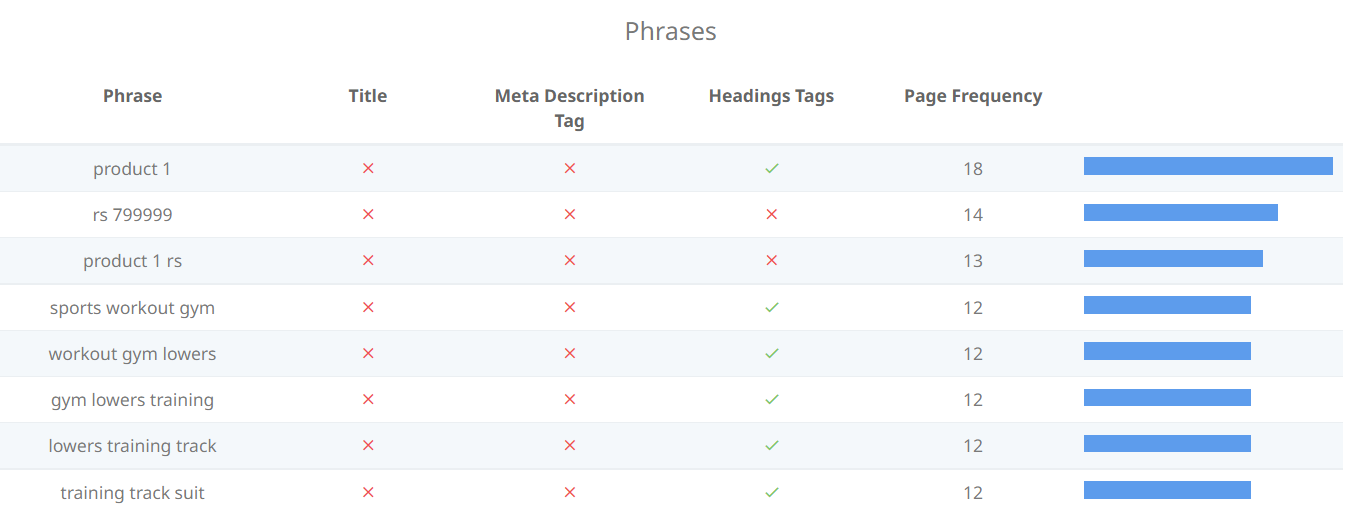 Phrases
Phrase Title Meta Description Tag Headings Tags Page Frequency
product 1 ✕ ✕ ✓ 18
rs 799999 ✕ ✕ ✕ 14
product 1 rs ✕ ✕ ✕ 13
sports workout gym ✕ ✕ ✓ 12
workout gym lowers ✕ ✕ ✓ 12
gym lowers training ✕ ✕ ✓ 12
lowers training track ✕ ✕ ✓ 12
training track suit ✕ ✕ ✓ 12